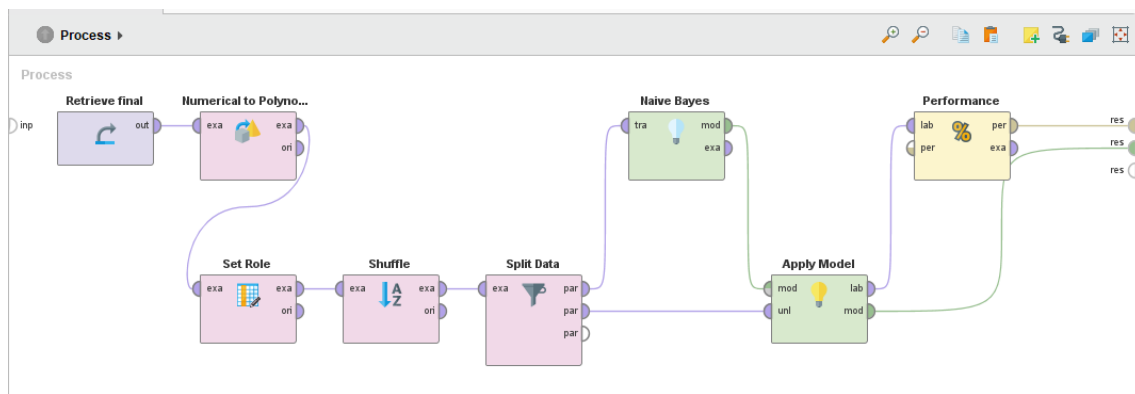 Process
Process
Retrieve final
Numerical to Polyno...
Naive Bayes
Performance
inp
out
exa
exa
ori
tra
mod
exa
lab
per
per
exa
res
res
res
Set Role
Shuffle
Split Data
Apply Model
exa
exa
ori
exa
exa
ori
exa
par
par
par
mod
lab
unl
mod
A
Z
%